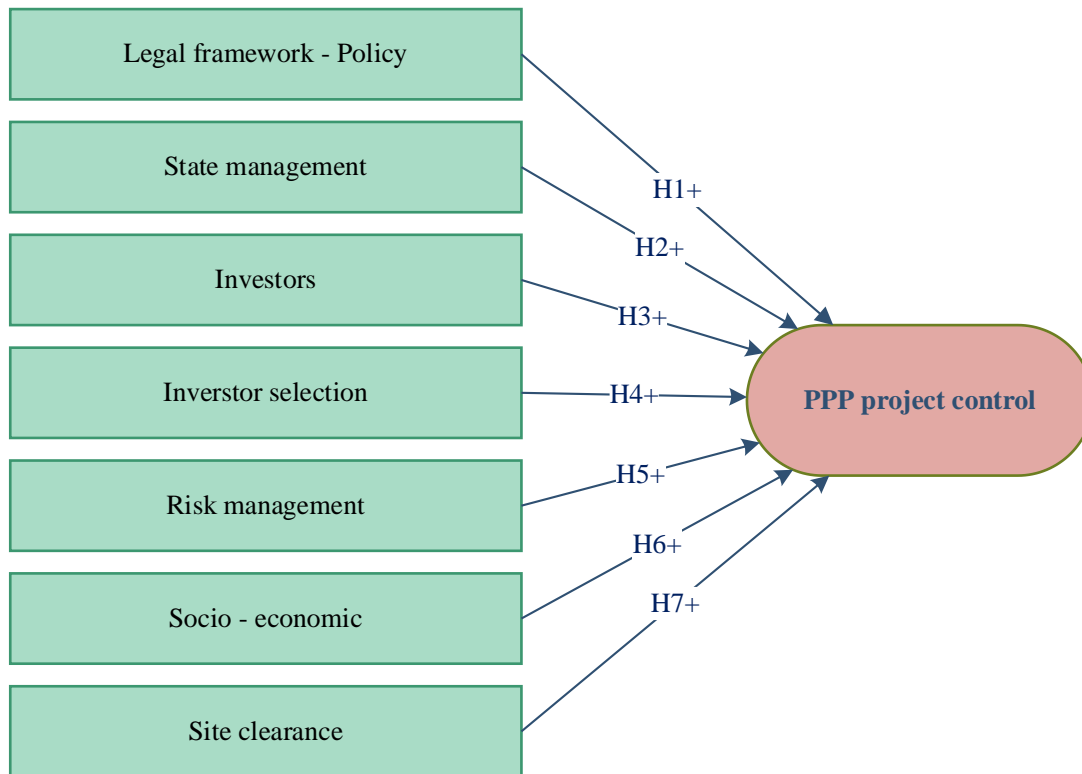 Legal framework - Policy
State management
Investors
Inverstor selection
Risk management
Socio - economic
Site clearance
H1+
H2+
H3+
H4+
H5+
H6+
H7+
PPP project control